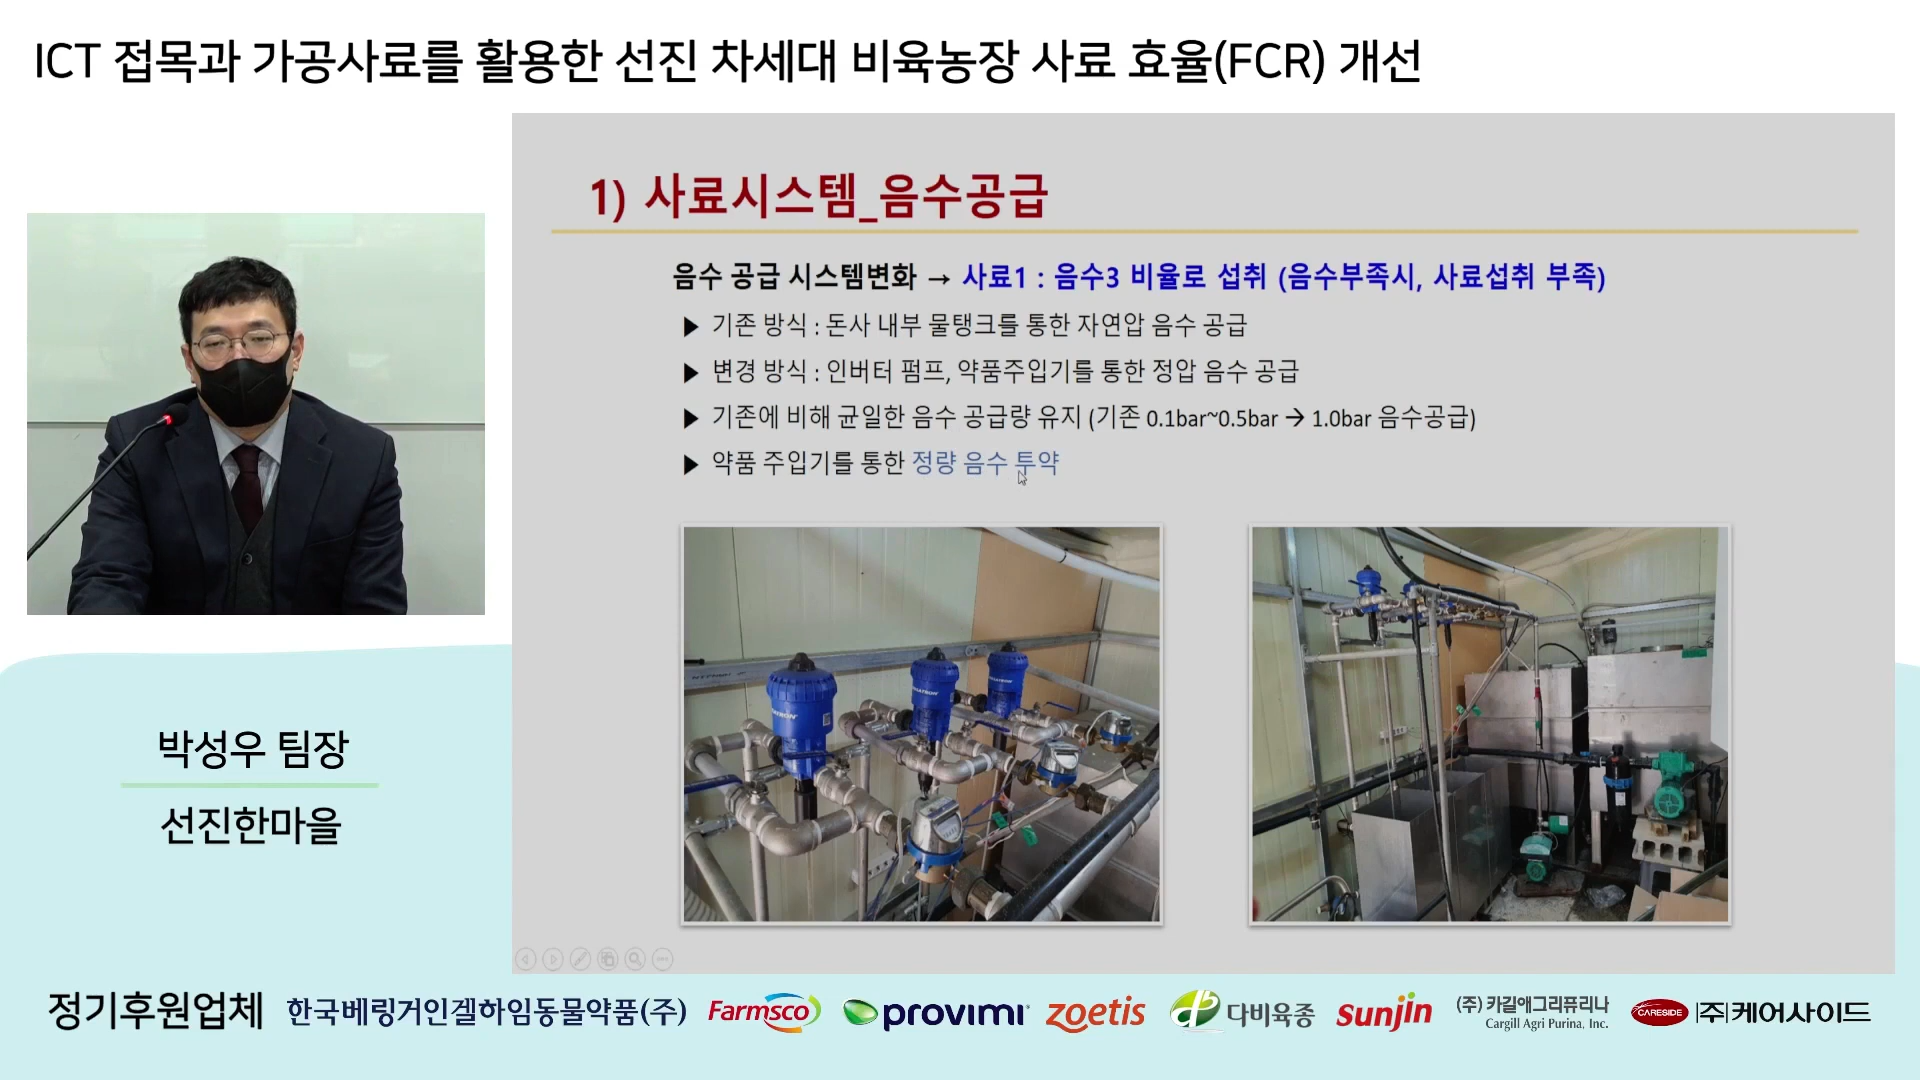 ICT 접목과 가공사료를 활용한 선진 차세대 비육농장 사료 효율(FCR) 개선
1) 사료시스템_음수공급
음수 공급 시스템변화 → 사료1 : 음수3 비율로 섭취 (음수부족시, 사료섭취 부족)
▶ 기존 방식 : 돈사 내부 물탱크를 통한 자연압 음수 공급
▶ 변경 방식 : 인버터 펌프, 약품주입기를 통한 정압 음수 공급
▶ 기존에 비해 균일한 음수 공급량 유지 (기존 0.1bar~0.5bar → 1.0bar 음수공급)
▶ 약품 주입기를 통한 정량 음수 투약
박성우 팀장
선진한마을
정기후원업체 한국베링거인겔하임동물약품(주) Farmsco provimi zoetis 다비육종 sunjin (주) 카길애그리퓨리나 Cargill Agri Purina, Inc. CARESIDE (주)케어사이드